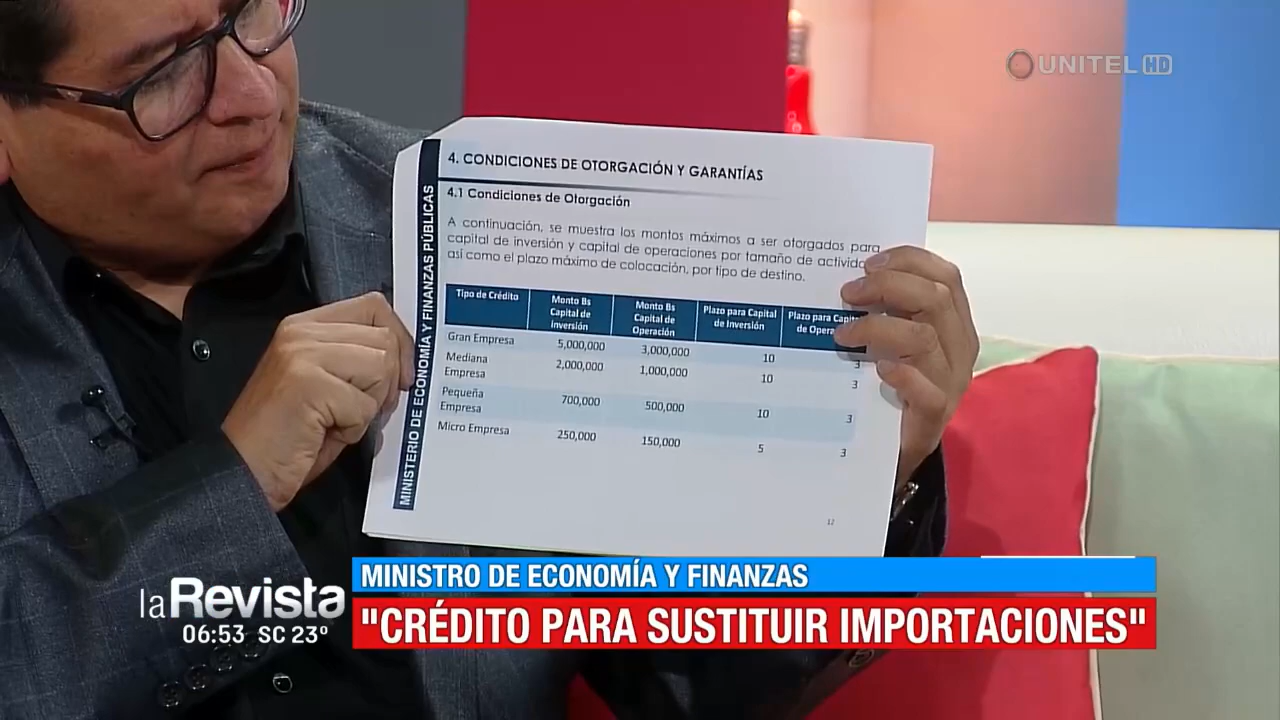 UNITEL HD
4. CONDICIONES DE OTORGACIÓN Y GARANTÍAS
4.1 Condiciones de Otorgación
A continuación, se muestra los montos máximos a ser otorgados para
capital de inversión y capital de operaciones por tamaño de
así como el plazo máximo de colocación, por tipo de destino.
MINISTERIO DE ECONOMÍA Y FINANZAS PÚBLICAS
Tipo de Crédito Monto Bs Capital de Inversión Monto Bs Capital de Operación Plazo para Capital de Inversión Plazo para
Gran Empresa 5,000,000 3,000,000 10 3
Mediana Empresa 2,000,000 1,000,000 10 3
Pequeña Empresa 700,000 500,000 10 3
Micro Empresa 250,000 150,000 5 3
12
MINISTRO DE ECONOMÍA Y FINANZAS
"CRÉDITO PARA SUSTITUIR IMPORTACIONES"
la Revista
06:53 SC 23º